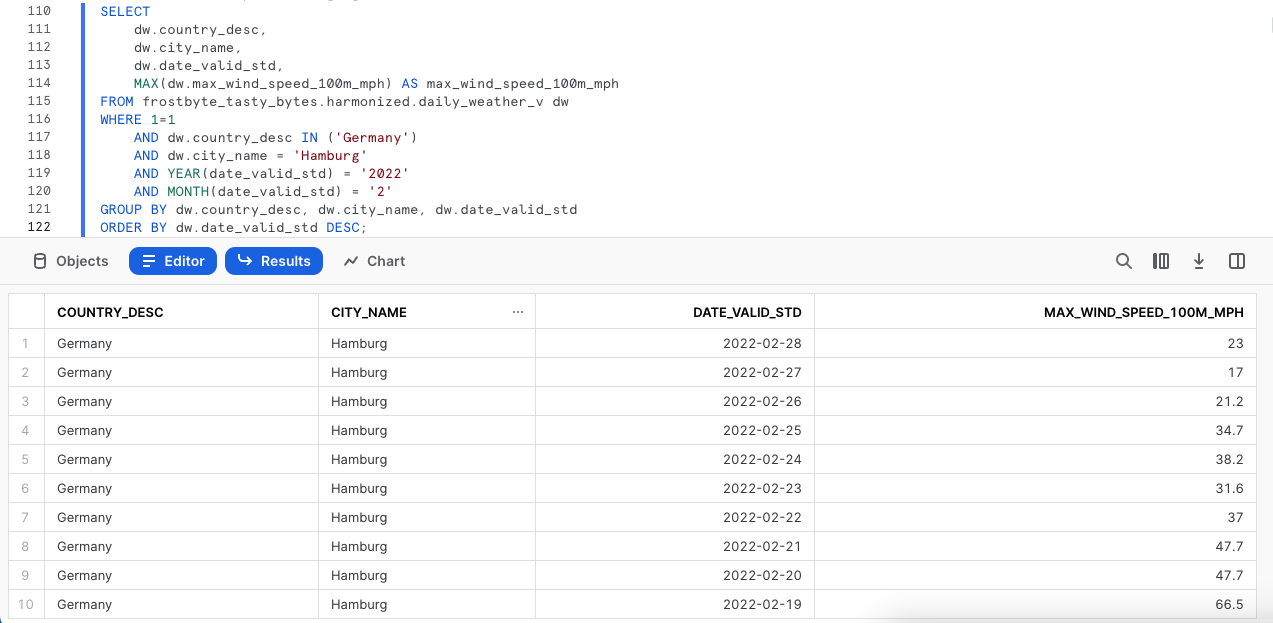 110 SELECT
111 dw.country_desc,
112 dw.city_name,
113 dw.date_valid_std,
114 MAX(dw.max_wind_speed_100m_mph) AS max_wind_speed_100m_mph
115 FROM frostbyte_tasty_bytes.harmonized.daily_weather_v dw
116 WHERE 1=1
117 AND dw.country_desc IN ('Germany')
118 AND dw.city_name = 'Hamburg'
119 AND YEAR(date_valid_std) = '2022'
120 AND MONTH(date_valid_std) = '2'
121 GROUP BY dw.country_desc, dw.city_name, dw.date_valid_std
122 ORDER BY dw.date_valid_std DESC;
Objects Editor Results Chart
COUNTRY_DESC CITY_NAME ... DATE_VALID_STD MAX_WIND_SPEED_100M_MPH
1 Germany Hamburg 2022-02-28 23
2 Germany Hamburg 2022-02-27 17
3 Germany Hamburg 2022-02-26 21.2
4 Germany Hamburg 2022-02-25 34.7
5 Germany Hamburg 2022-02-24 38.2
6 Germany Hamburg 2022-02-23 31.6
7 Germany Hamburg 2022-02-22 37
8 Germany Hamburg 2022-02-21 47.7
9 Germany Hamburg 2022-02-20 47.7
10 Germany Hamburg 2022-02-19 66.5